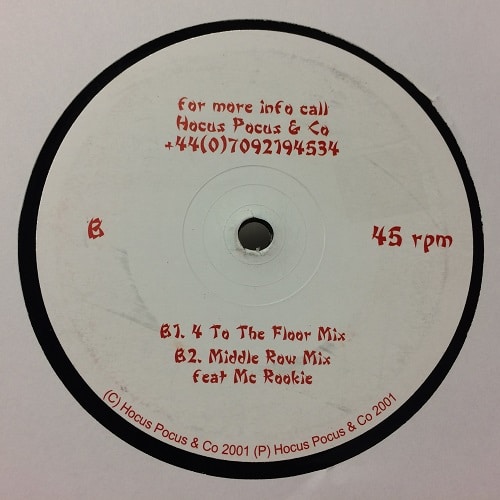 for more info call
Hocus Pocus & Co
+44(0)7092194534
B
45 rpm
B1. 4 To The Floor Mix
B2. Middle Row Mix
feat Mc Rookie
(C) Hocus Pocus & Co 2001 (P) Hocus Pocus & Co 2001